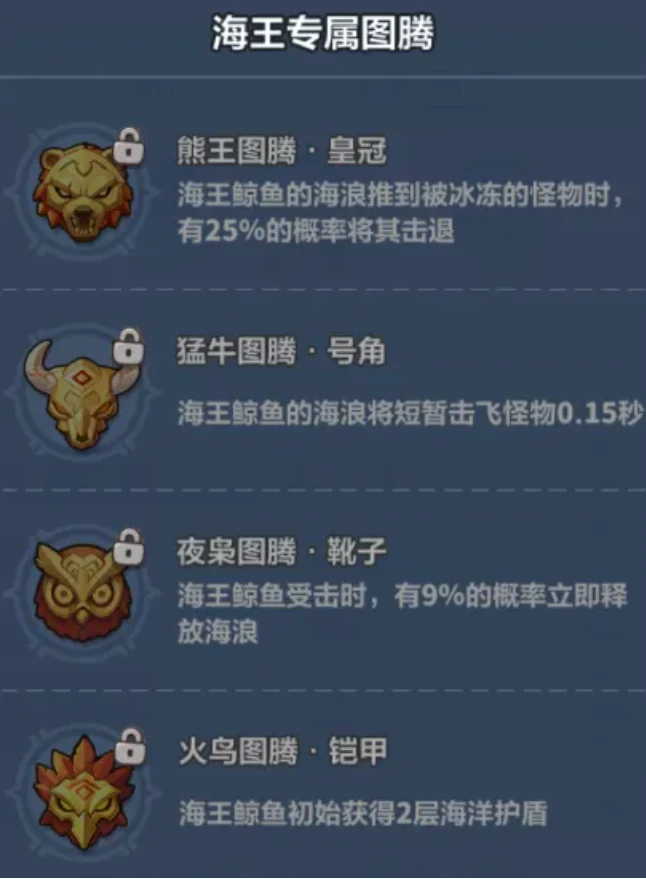 海王专属图腾
熊王图腾·皇冠
海王鲸鱼的海浪推到被冰冻的怪物时，
有25%的概率将其击退
猛牛图腾·号角
海王鲸鱼的海浪将短暂击飞怪物0.15秒
夜枭图腾·靴子
海王鲸鱼受击时，有9%的概率立即释
放海浪
火鸟图腾·铠甲
海王鲸鱼初始获得2层海洋护盾